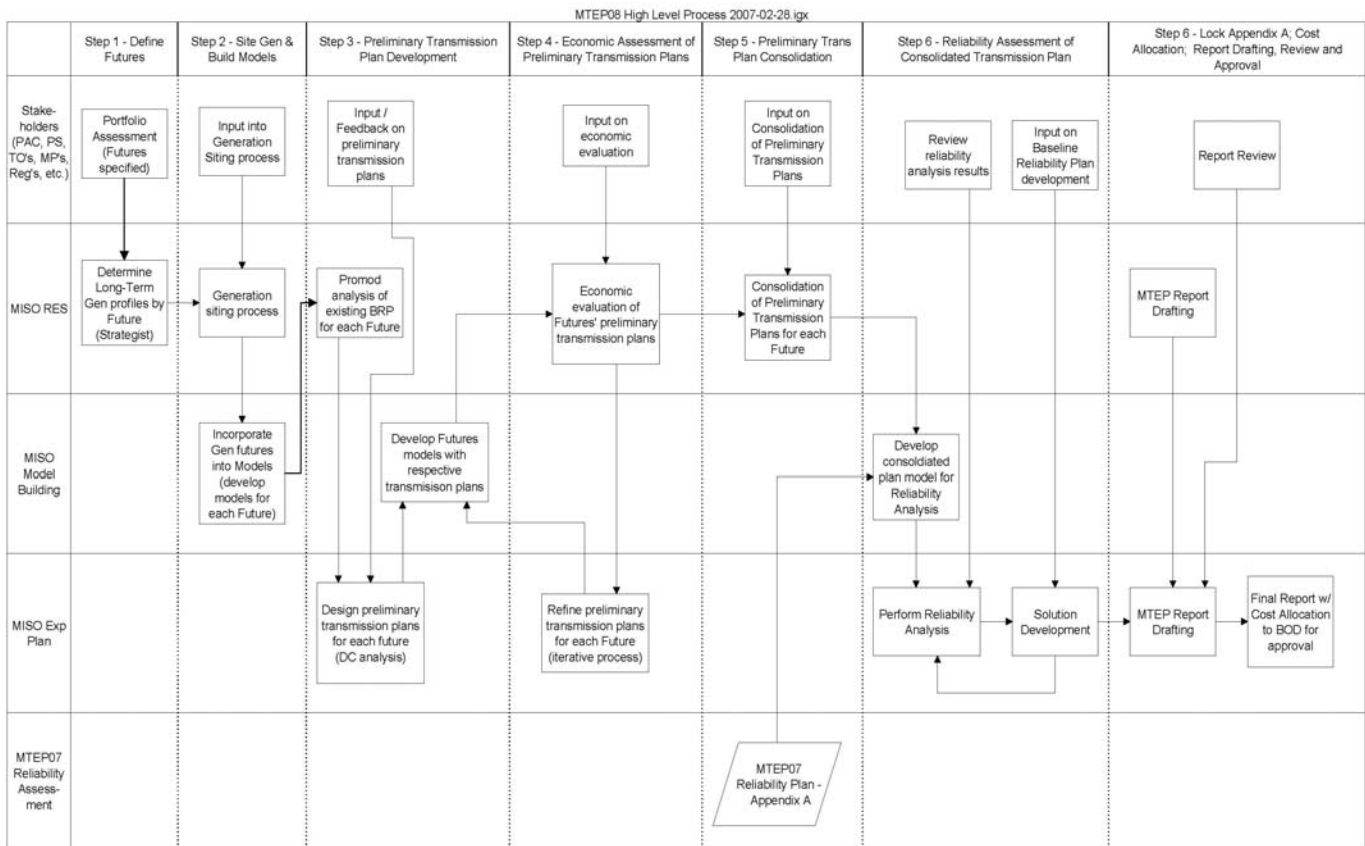 MTEP08 High Level Process 2007-02-28.igx
Step 1 - Define
Futures
Step 2 - Site Gen &
Build Models
Step 3 - Preliminary Transmission
Plan Development
Step 4 - Economic Assessment of
Preliminary Transmission Plans
Step 5 - Preliminary Trans
Plan Consolidation
Step 6 - Reliability Assessment of
Consolidated Transmission Plan
Step 6 - Lock Appendix A; Cost
Allocation; Report Drafting, Review and
Approval
Stake-
holders
(PAC, PS,
TO's, MP's,
Reg's, etc.)
Portfolio
Assessment
(Futures
specified)
Input into
Generation
Siting process
Input /
Feedback on
preliminary
transmission
plans
Input on
economic
evaluation
Input on
Consolidation
of Preliminary
Transmission
Plans
Review
reliability
analysis results
Input on
Baseline
Reliability Plan
development
Report Review
MISO RES
Determine
Long-Term
Gen profiles by
Future
(Strategist)
Generation
siting process
Promod
analysis of
existing BRP
for each Future
Economic
evaluation of
Futures' preliminary
transmission plans
Consolidation
of Preliminary
Transmission
Plans for each
Future
MTEP Report
Drafting
MISO
Model
Building
Incorporate
Gen futures
into Models
(develop
models for
each Future)
Develop Futures
models with
respective
transmisison plans
Develop
consoldiated
plan model for
Reliability
Analysis
MISO Exp
Plan
Design preliminary
transmission plans
for each future
(DC analysis)
Refine preliminary
transmission plans
for each Future
(iterative process)
Perform Reliability
Analysis
Solution
Development
MTEP Report
Drafting
Final Report w/
Cost Allocation
to BOD for
approval
MTEP07
Reliability
Assess-
ment
MTEP07
Reliability Plan -
Appendix A